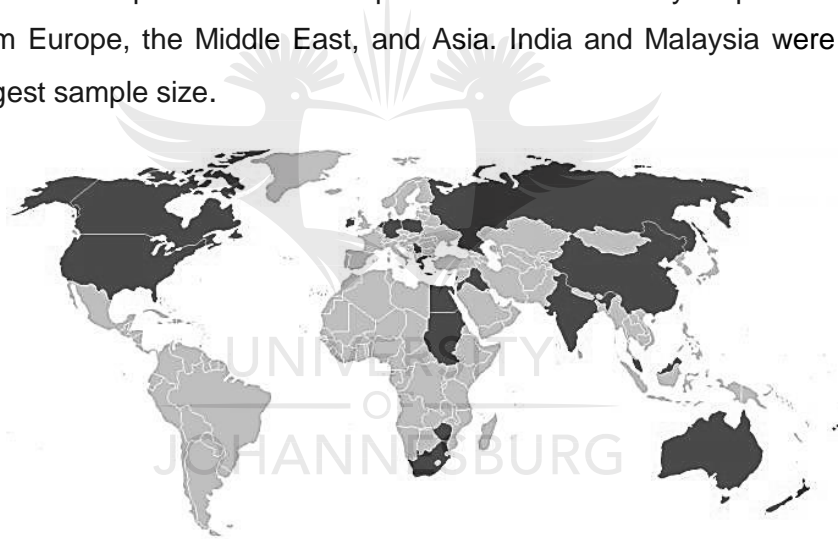 m Europe, the Middle East, and Asia. India and Malaysia were
gest sample size.
UNIVERSITY
OF
JOHANNESBURG